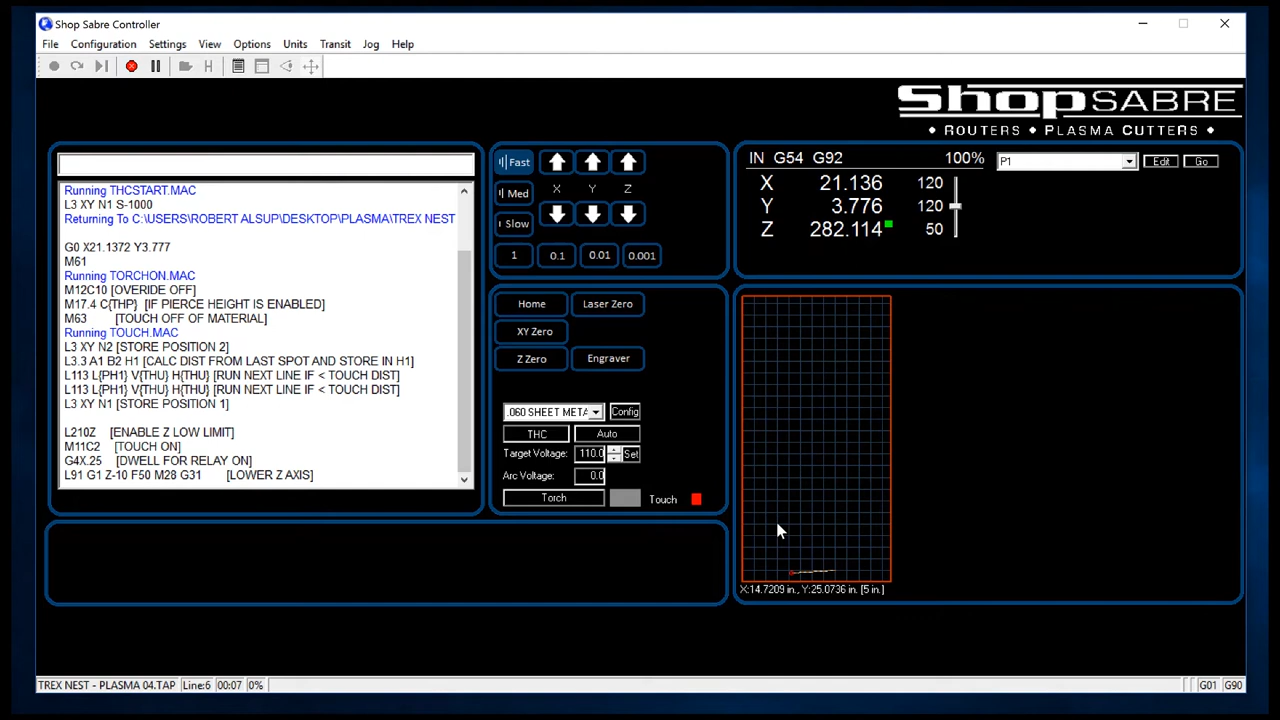 Shop Sabre Controller
File Configuration Settings View Options Units Transit Jog Help
H
ShopSABRE
• ROUTERS • PLASMA CUTTERS •
Running THCSTART.MAC
L3 XY N1 S-1000
Returning To C:\USERS\ROBERT ALSUP\DESKTOP\PLASMA\TREX NEST
G0 X21.1372 Y3.777
M61
Running TORCHON.MAC
M12C10 [OVERIDE OFF]
M17.4 C{THP} [IF PIERCE HEIGHT IS ENABLED]
M63 [TOUCH OFF OF MATERIAL]
Running TOUCH.MAC
L3 XY N2 [STORE POSITION 2]
L3.3 A1 B2 H1 [CALC DIST FROM LAST SPOT AND STORE IN H1]
L113 L{PH1} V{THU} H{THU} [RUN NEXT LINE IF < TOUCH DIST]
L113 L{PH1} V{THU} H{THU} [RUN NEXT LINE IF < TOUCH DIST]
L3 XY N1 [STORE POSITION 1]
L210Z [ENABLE Z LOW LIMIT]
M11C2 [TOUCH ON]
G4X.25 [DWELL FOR RELAY ON]
L91 G1 Z-10 F50 M28 G31 [LOWER Z AXIS]
Fast
Med
Slow
X Y Z
1 0.1 0.01 0.001
Home Laser Zero
XY Zero
Z Zero Engraver
.060 SHEET META Config
THC Auto
Target Voltage: 110.0 Set
Arc Voltage: 0.0
Torch Touch
IN G54 G92 100%
X 21.136 120
Y 3.776 120
Z 282.114 50
P1 Edit Go
X:14.7209 in., Y:25.0736 in. [5 in.]
TREX NEST - PLASMA 04.TAP Line:6 00:07 0% G01 G90